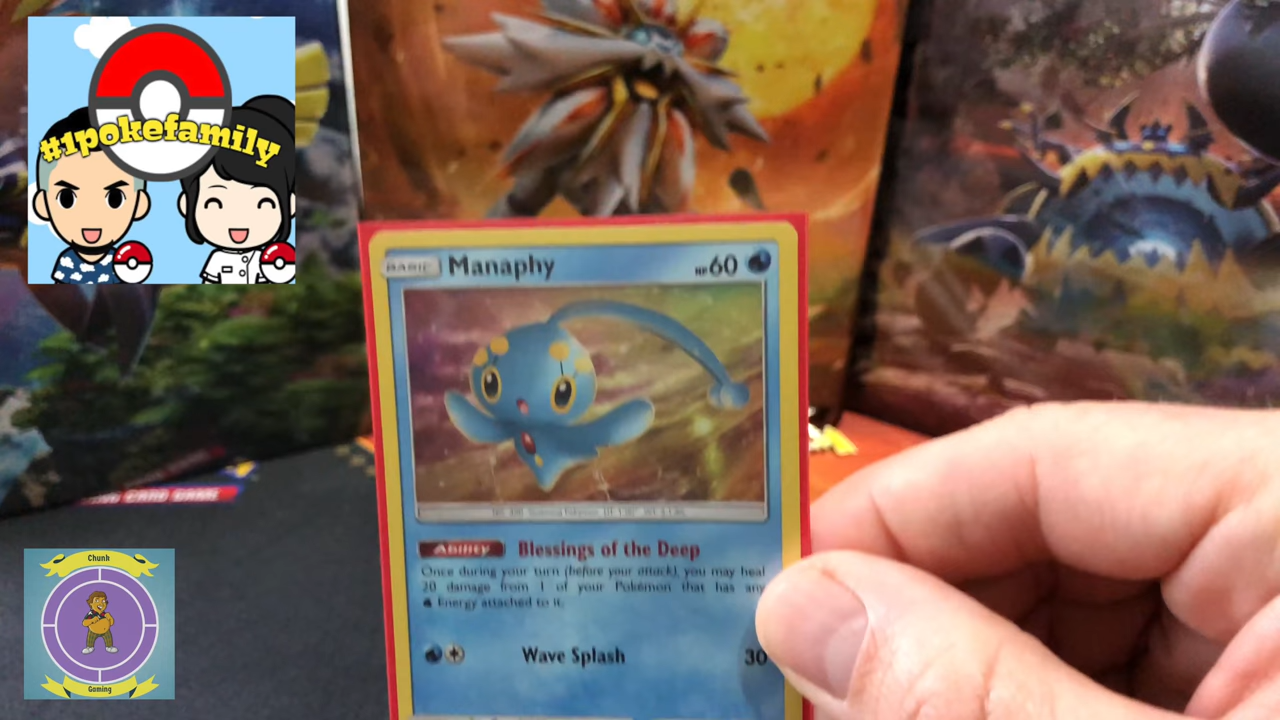 #1pokefamily
BASIC Manaphy HP60
Ability Blessings of the Deep
Once during your turn (before your attack), you may heal
20 damage from 1 of your Pokémon that has any
Energy attached to it.
Wave Splash 30
CARD GAME
Chunk
Gaming